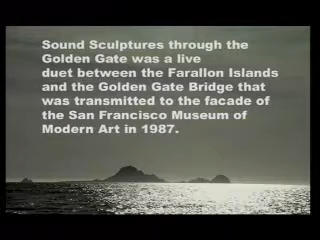 Sound Sculptures through the
Golden Gate was a live
duet between the Farallon Islands
and the Golden Gate Bridge that
was transmitted to the facade of
the San Francisco Museum of
Modern Art in 1987.